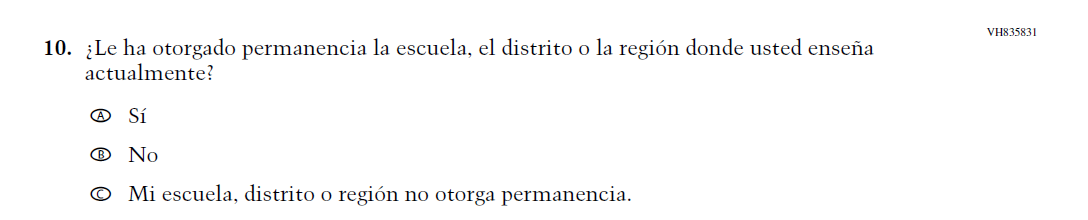 VH835831
10. ¿Le ha otorgado permanencia la escuela, el distrito o la región donde usted enseña
actualmente?
A Sí
B No
C Mi escuela, distrito o región no otorga permanencia.